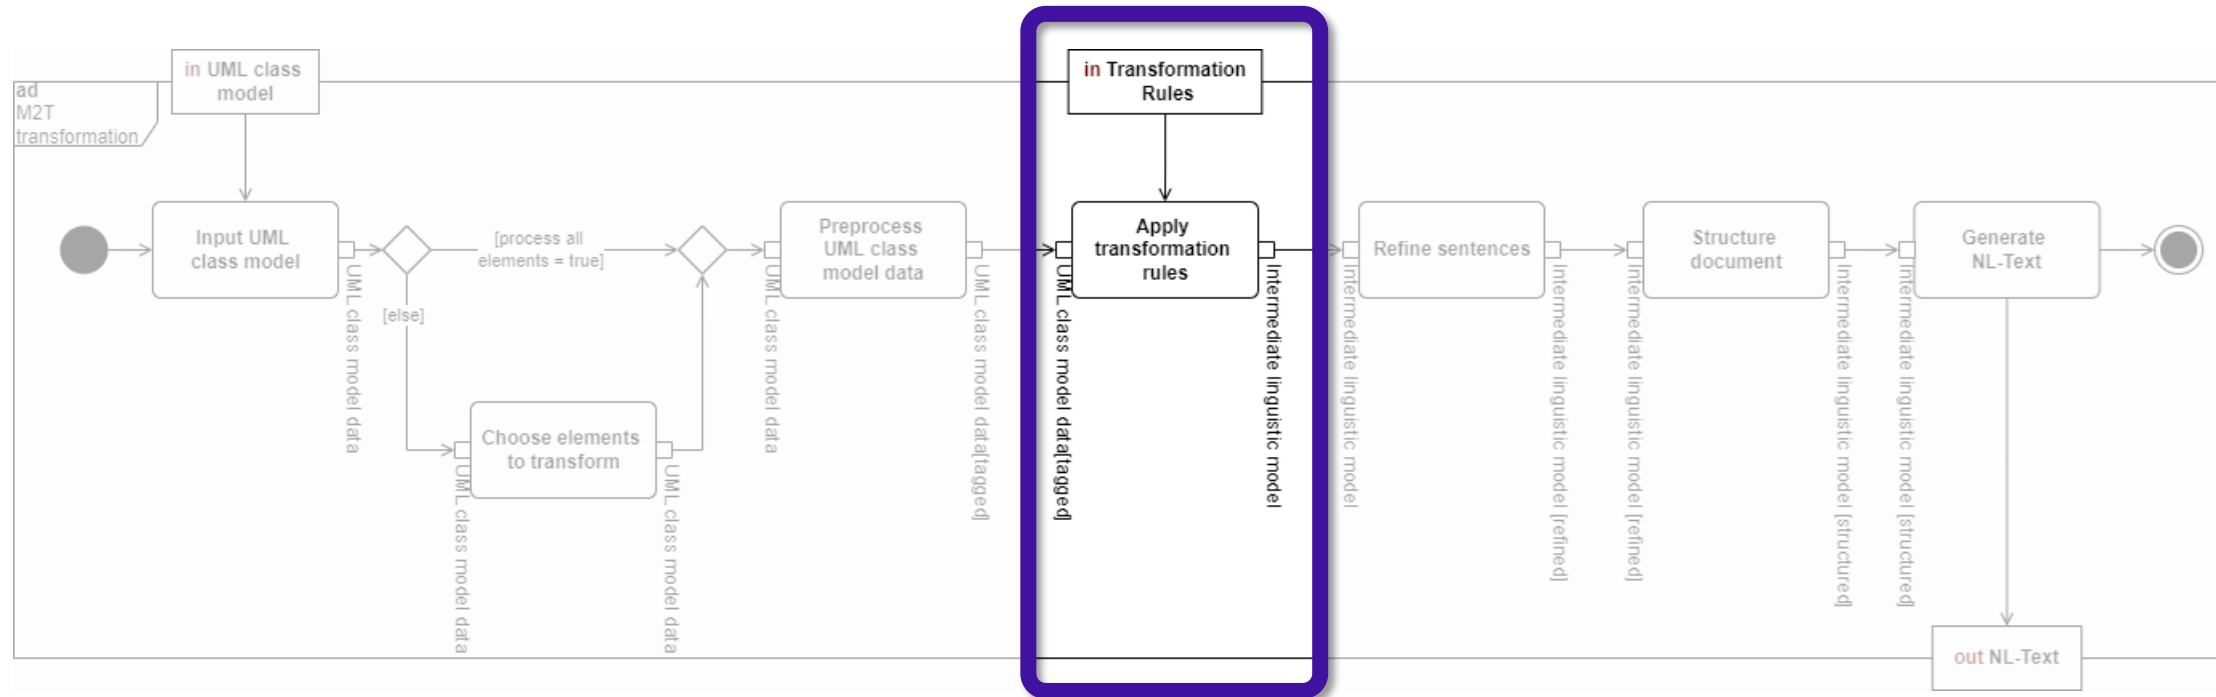 in UML class
model
in Transformation
Rules
ad
M2T
transformation
Input UML
class model
UML class model data
[process all
elements = true]
[else]
Choose elements
to transform
UML class model data
UML class model data
UML class model data
Preprocess
UML class
model data
UML class model data[tagged]
UML class model data[tagged]
Apply
transformation
rules
Intermediate linguistic model
Intermediate linguistic model
Refine sentences
Intermediate linguistic model [refined]
Intermediate linguistic model [refined]
Structure
document
Intermediate linguistic model [structured]
Intermediate linguistic model [structured]
Generate
NL-Text
out NL-Text